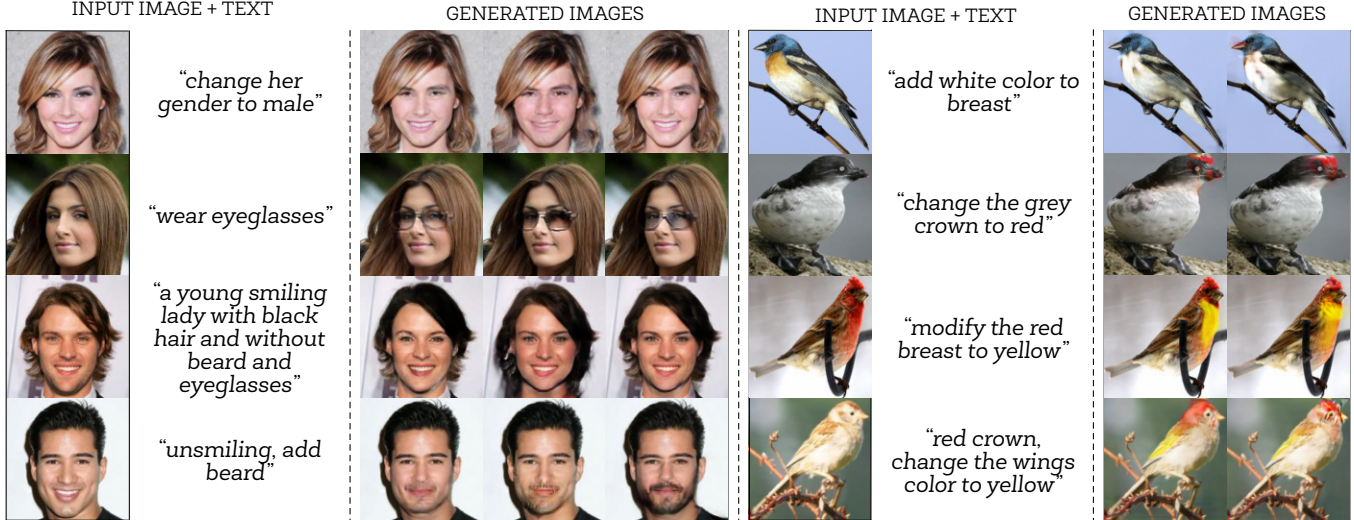 INPUT IMAGE + TEXT
GENERATED IMAGES
"change her
gender to male"
"wear eyeglasses"
"a young smiling
lady with black
hair and without
beard and
eyeglasses"
"unsmiling, add
beard"
INPUT IMAGE + TEXT
GENERATED IMAGES
"add white color to
breast"
"change the grey
crown to red"
"modify the red
breast to yellow"
"red crown,
change the wings
color to yellow"